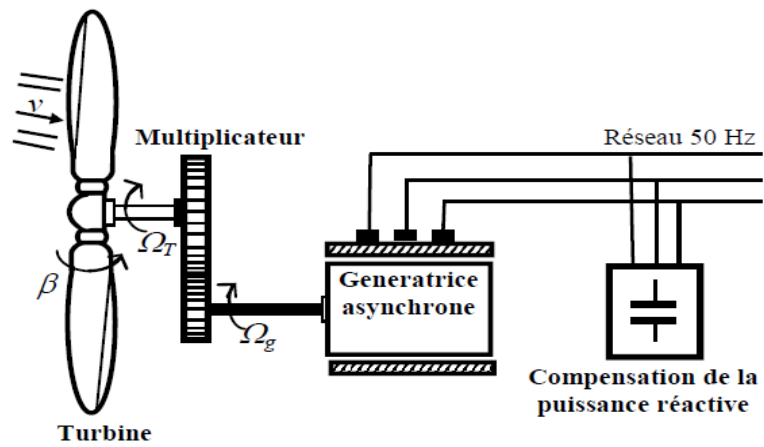 v
Multiplicateur
Réseau 50 Hz
Ω_T
β
Generatrice
asynchrone
Ω_g
Compensation de la
puissance réactive
Turbine